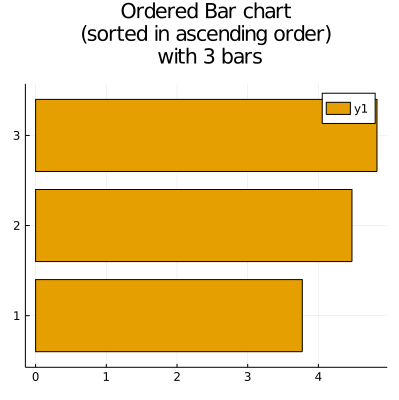 Ordered Bar chart
(sorted in ascending order)
with 3 bars
y1
3
2
1
0 1 2 3 4